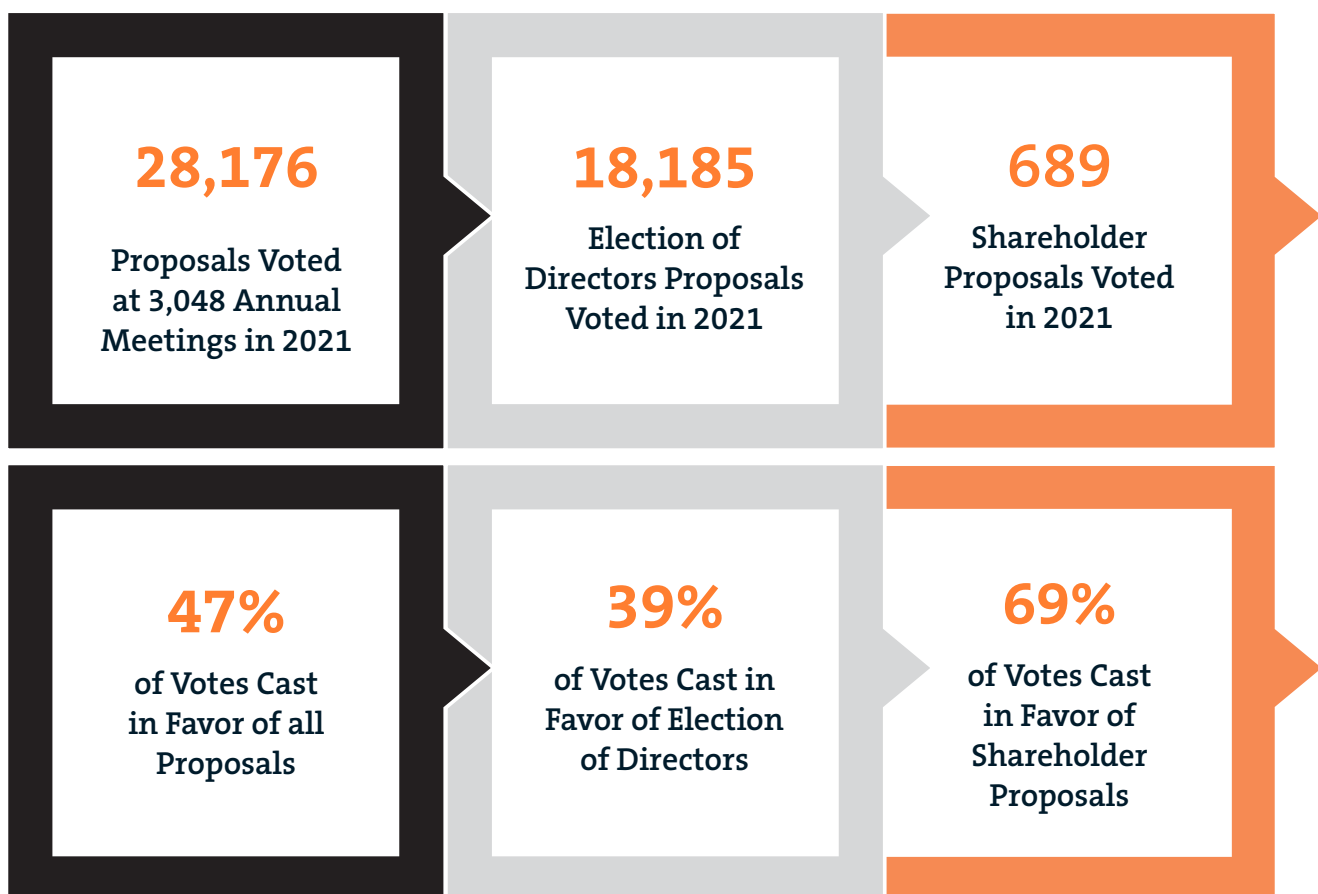 28,176
Proposals Voted
at 3,048 Annual
Meetings in 2021
18,185
Election of
Directors Proposals
Voted in 2021
689
Shareholder
Proposals Voted
in 2021
47%
of Votes Cast
in Favor of all
Proposals
39%
of Votes Cast in
Favor of Election
of Directors
69%
of Votes Cast
in Favor of
Shareholder
Proposals